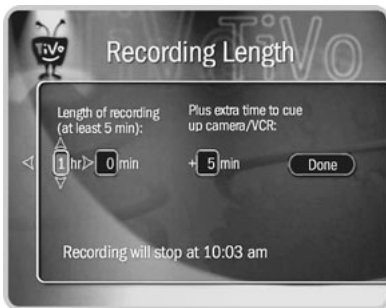 TiVo
TiVo
Recording Length
Length of recording
(at least 5 min):
Plus extra time to cue
up camera/VCR:
1 hr 0 min
+ 5 min
Done
Recording will stop at 10:03 am